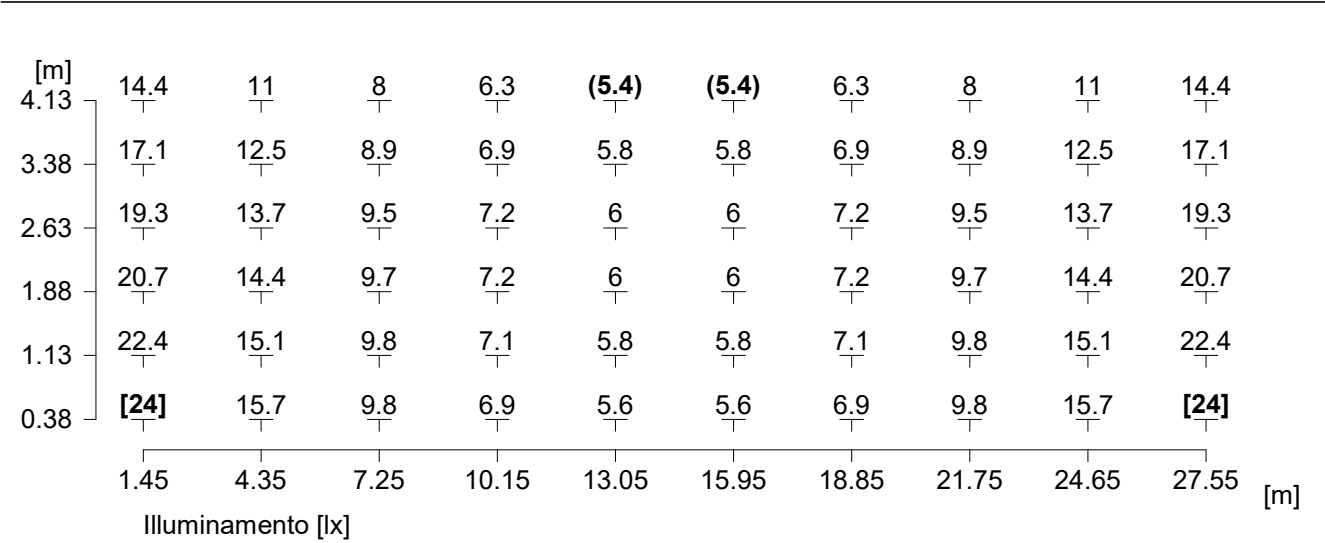 [m]
14.4 11 8 6.3 (5.4) (5.4) 6.3 8 11 14.4
4.13
17.1 12.5 8.9 6.9 5.8 5.8 6.9 8.9 12.5 17.1
3.38
19.3 13.7 9.5 7.2 6 6 7.2 9.5 13.7 19.3
2.63
20.7 14.4 9.7 7.2 6 6 7.2 9.7 14.4 20.7
1.88
22.4 15.1 9.8 7.1 5.8 5.8 7.1 9.8 15.1 22.4
1.13
[24] 15.7 9.8 6.9 5.6 5.6 6.9 9.8 15.7 [24]
0.38
1.45 4.35 7.25 10.15 13.05 15.95 18.85 21.75 24.65 27.55
[m]
Illuminamento [lx]